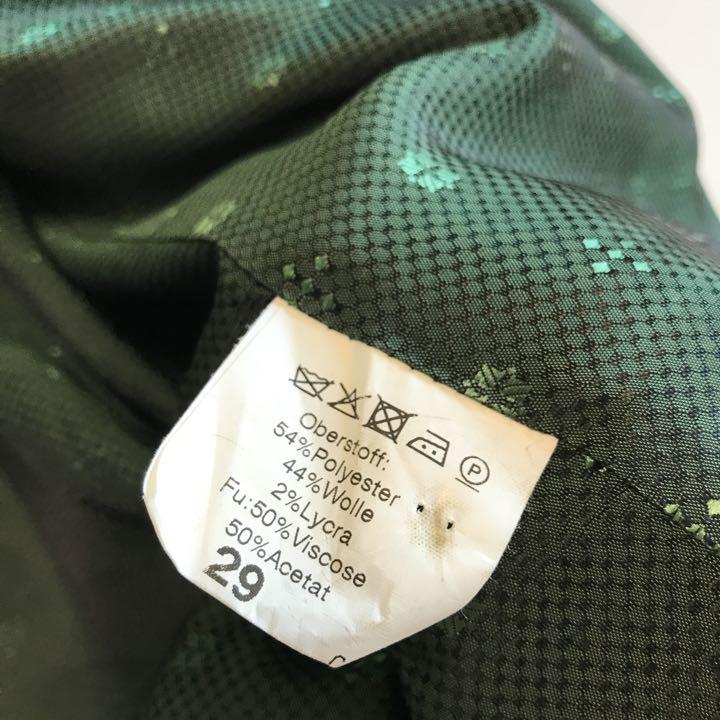 P
Oberstoff:
54%Polyester
44%Wolle
2%Lycra
Fu:50%Viscose
50%Acetat
29